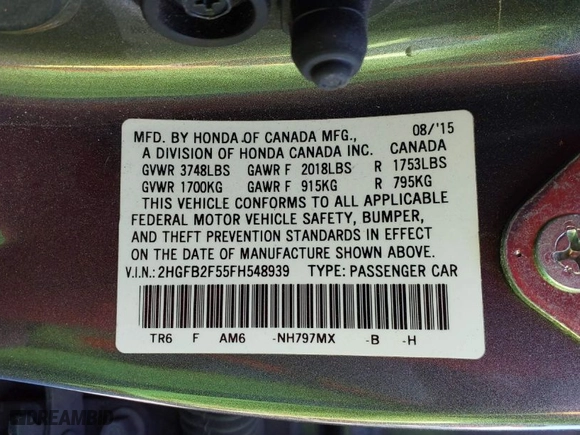 MFD. BY HONDA OF CANADA MFG., 08/'15
A DIVISION OF HONDA CANADA INC. CANADA
GVWR 3748LBS GAWR F 2018LBS R 1753LBS
GVWR 1700KG GAWR F 915KG R 795KG
THIS VEHICLE CONFORMS TO ALL APPLICABLE
FEDERAL MOTOR VEHICLE SAFETY, BUMPER,
AND THEFT PREVENTION STANDARDS IN EFFECT
ON THE DATE OF MANUFACTURE SHOWN ABOVE.
V.I.N.: 2HGFB2F55FH548939 TYPE: PASSENGER CAR
TR6 F AM6 -NH797MX -B -H
DREAMBID